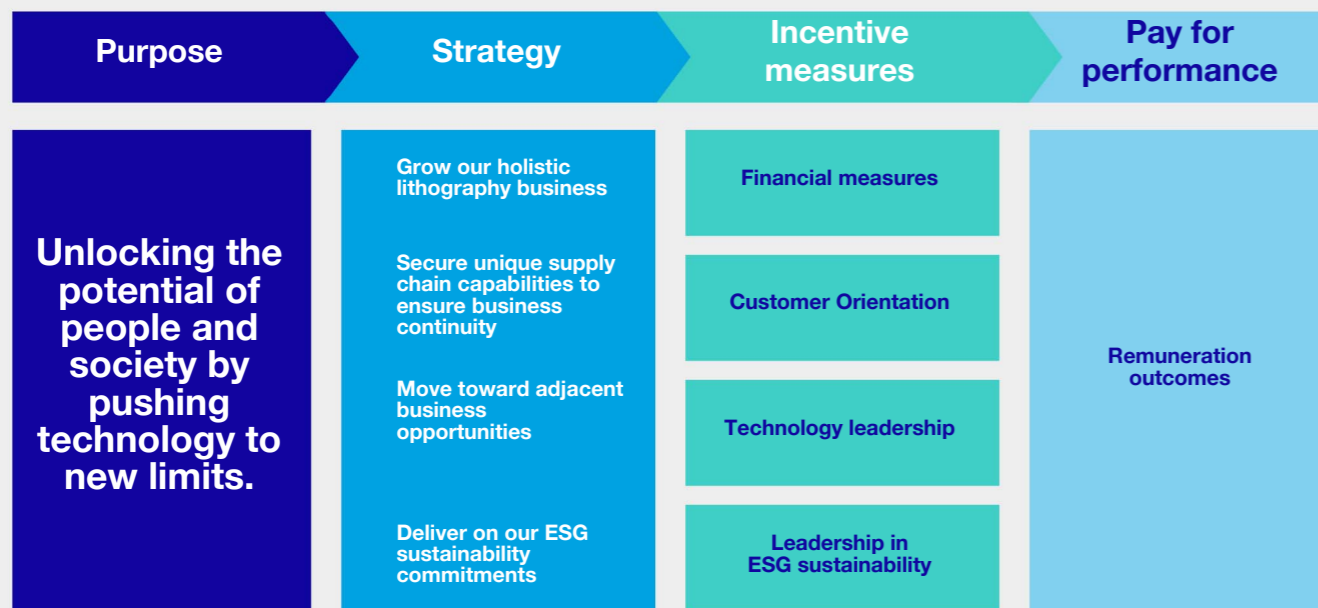 Purpose
Strategy
Incentive
measures
Pay for
performance
Unlocking the
potential of
people and
society by
pushing
technology to
new limits.
Grow our holistic
lithography business
Secure unique supply
chain capabilities to
ensure business
continuity
Move toward adjacent
business
opportunities
Deliver on our ESG
sustainability
commitments
Financial measures
Customer Orientation
Technology leadership
Leadership in
ESG sustainability
Remuneration
outcomes